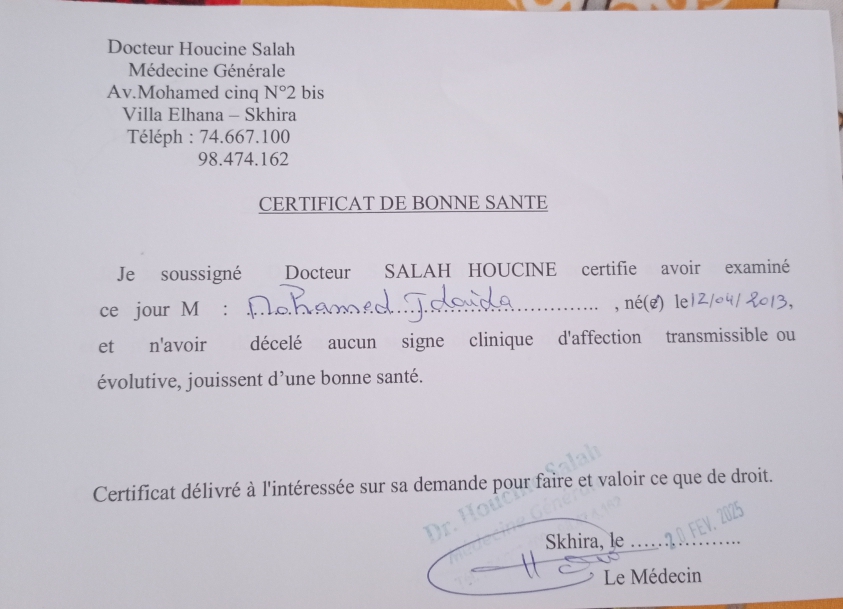 Docteur Houcine Salah
Médecine Générale
Av.Mohamed cinq N°2 bis
Villa Elhana – Skhira
Téléph : 74.667.100
98.474.162
CERTIFICAT DE BONNE SANTE
Je soussigné Docteur SALAH HOUCINE certifie avoir examiné
ce jour M : Mohamed Jdaida , né(e) le 12/04/2013,
et n'avoir décelé aucun signe clinique d'affection transmissible ou
évolutive, jouissent d’une bonne santé.
Certificat délivré à l'intéressée sur sa demande pour faire et valoir ce que de droit.
Dr. Houcine Salah
Médecine Générale
Skhira, le ...... 20 FEV. 2025
Le Médecin